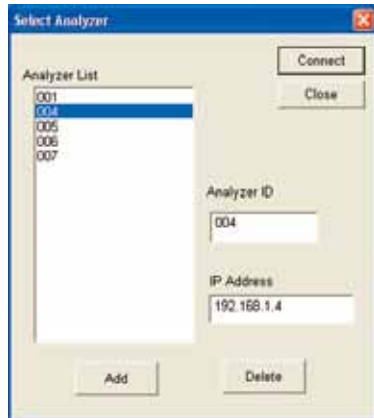 Select Analyzer
Connect
Analyzer List
Close
001
004
005
006
007
Analyzer ID
004
IP Address
192.168.1.4
Add
Delete